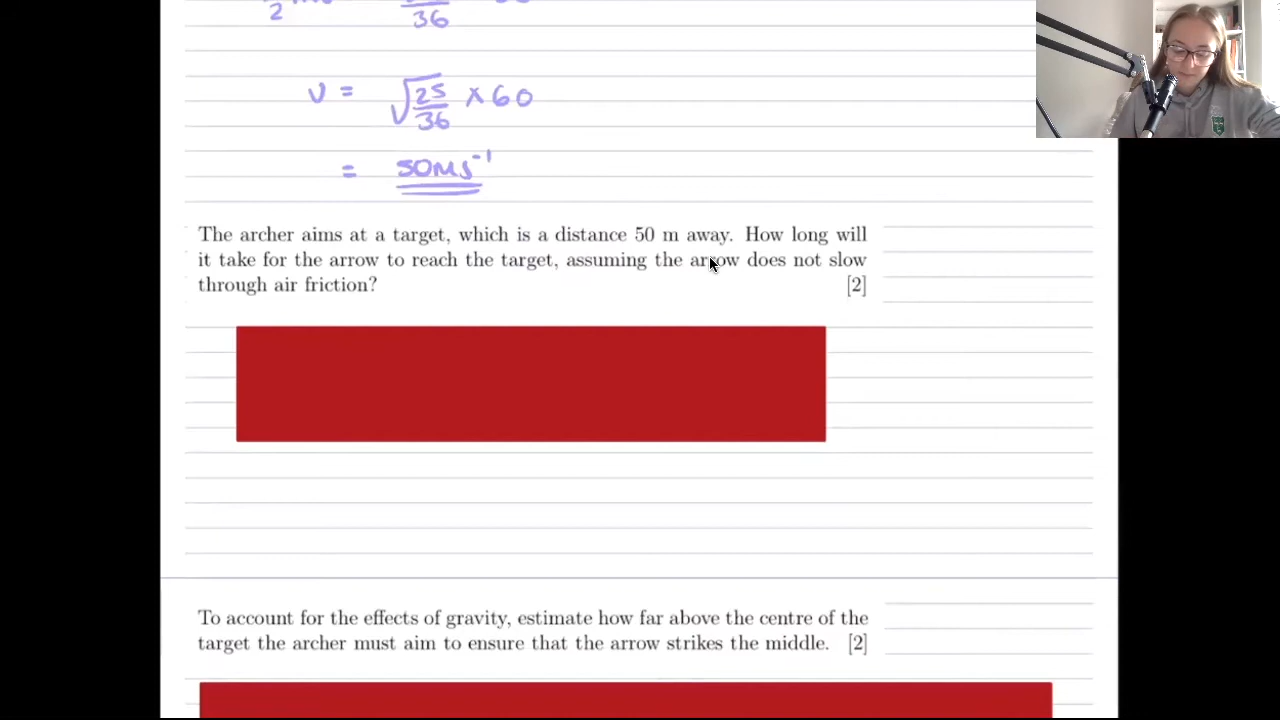 v = √25/36 × 60
= 50ms⁻¹
The archer aims at a target, which is a distance 50 m away. How long will
it take for the arrow to reach the target, assuming the arrow does not slow
through air friction? [2]
To account for the effects of gravity, estimate how far above the centre of the
target the archer must aim to ensure that the arrow strikes the middle. [2]